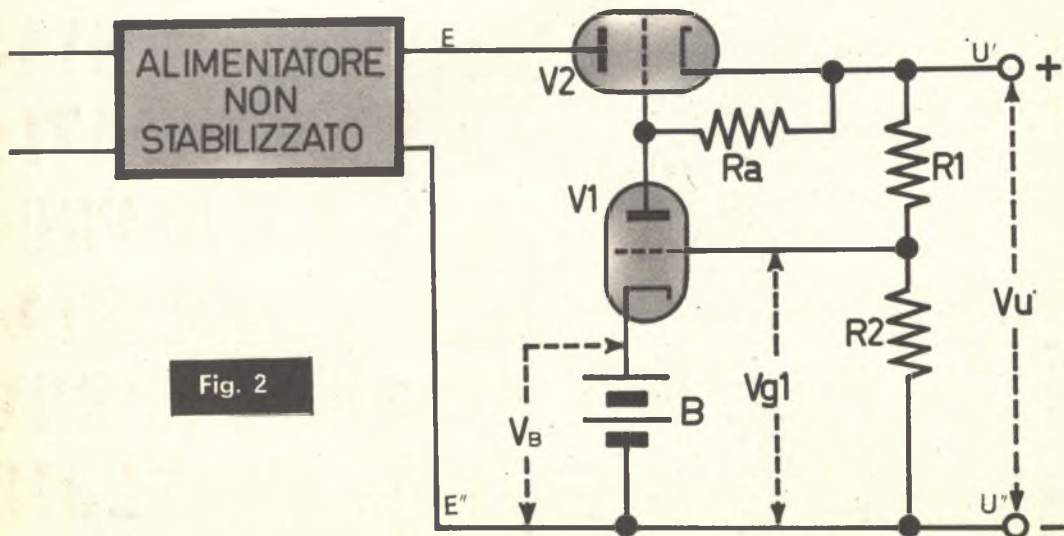 ALIMENTATORE
NON
STABILIZZATO
E
V2
U'
+
Ra
R1
V1
R2
Vu
Fig. 2
VB
B
Vg1
E"
U"
-